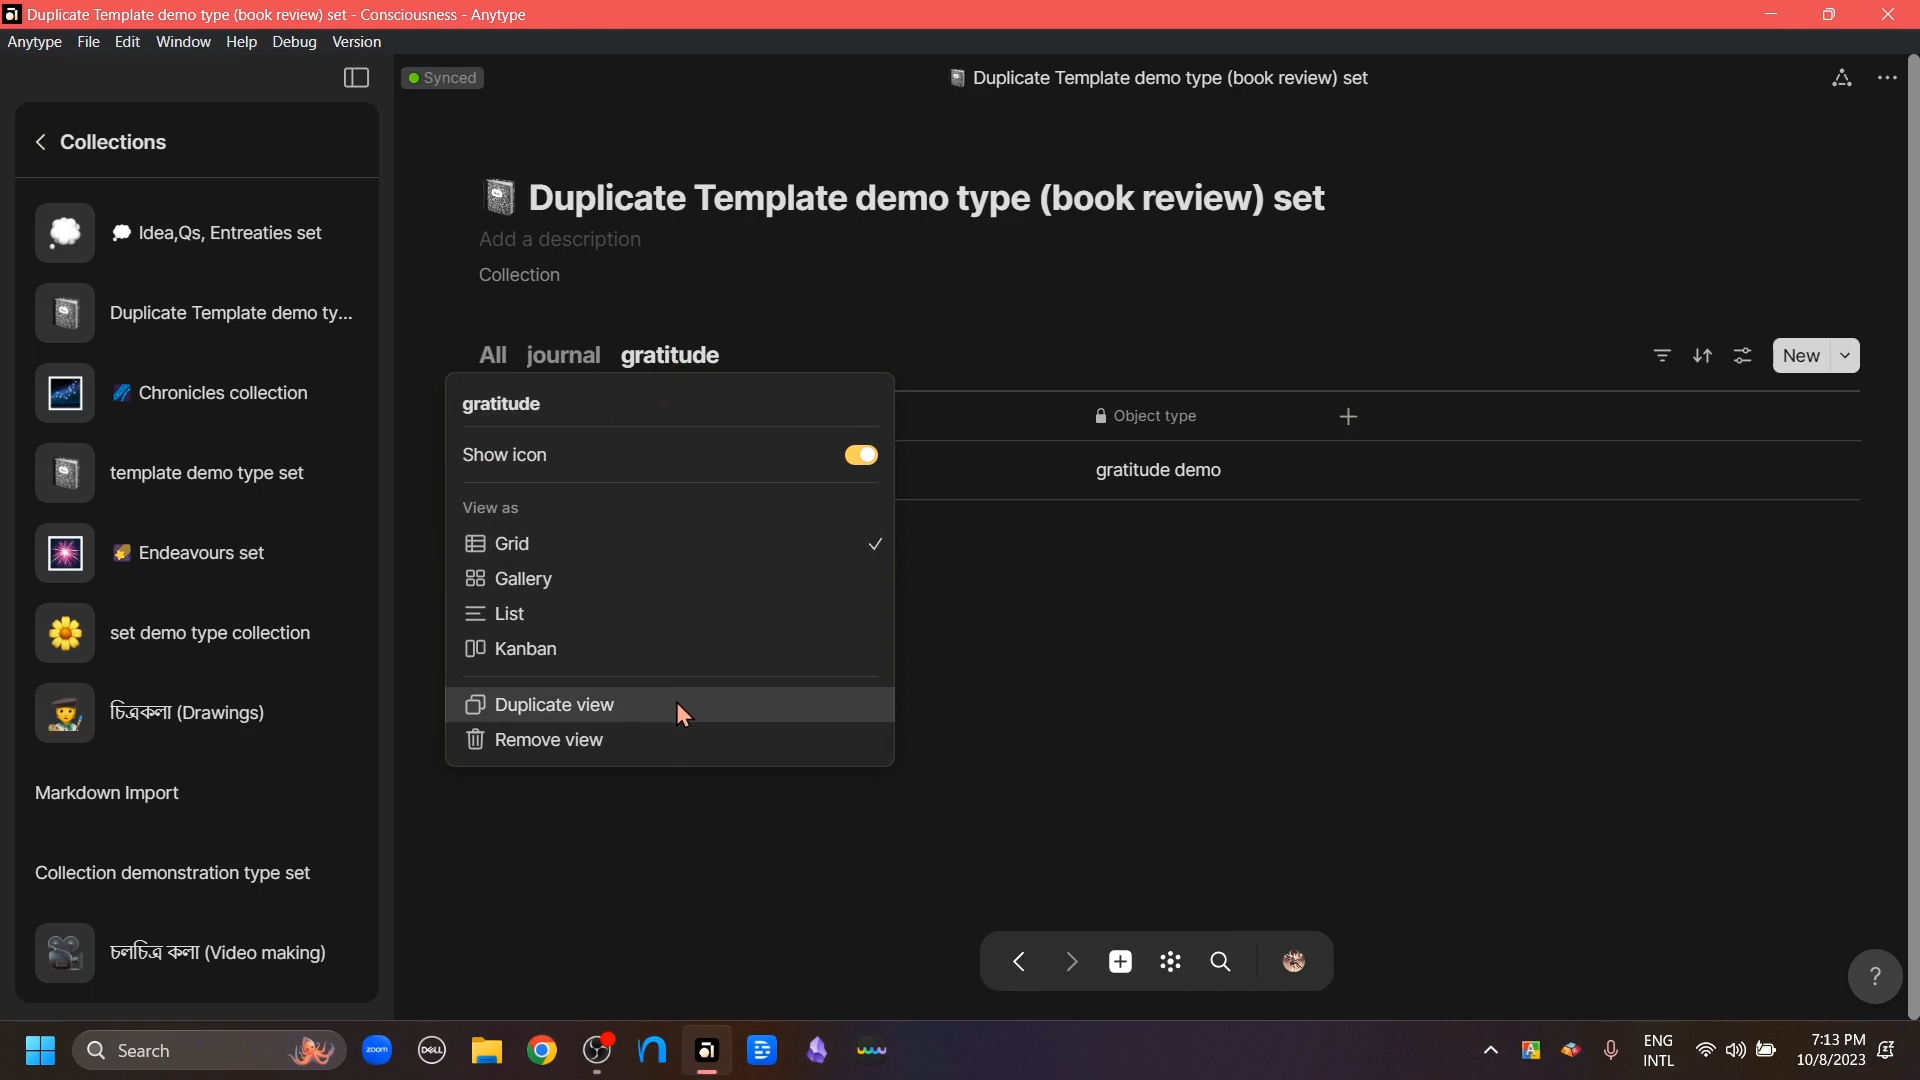 Duplicate Template demo type (book review) set - Consciousness - Anytype
Anytype File Edit Window Help Debug Version
Synced
Duplicate Template demo type (book review) set
Collections
Idea,Qs, Entreaties set
Duplicate Template demo ty...
Chronicles collection
template demo type set
Endeavours set
set demo type collection
চিত্রকলা (Drawings)
Markdown Import
Collection demonstration type set
চলচ্চিত্র কলা (Video making)
Duplicate Template demo type (book review) set
Add a description
Collection
All journal gratitude
New
Object type
gratitude demo
gratitude
Show icon
View as
Grid
Gallery
List
Kanban
Duplicate view
Remove view
?
Search
zoom
DELL
ENG
INTL
7:13 PM
10/8/2023